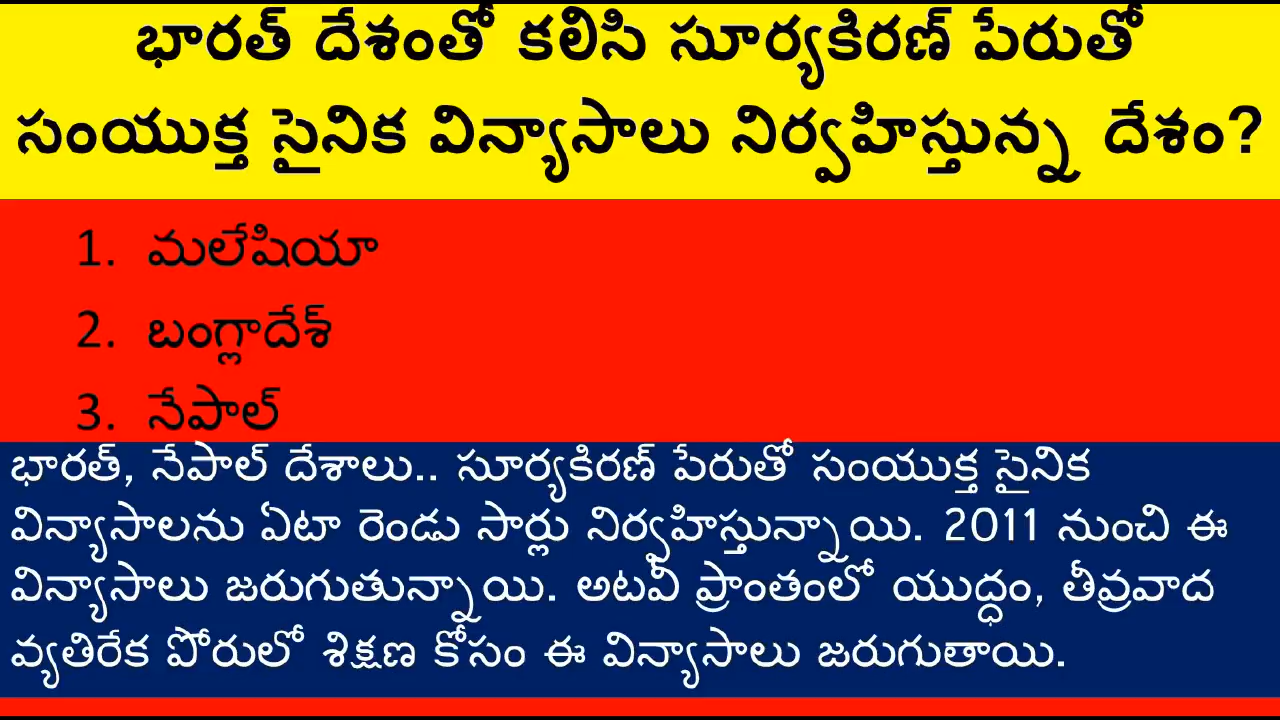 భారత్ దేశంతో కలిసి సూర్యకిరణ్ పేరుతో
సంయుక్త సైనిక విన్యాసాలు నిర్వహిస్తున్న దేశం?
1. మలేషియా
2. బంగ్లాదేశ్
3. నేపాల్
భారత్, నేపాల్ దేశాలు.. సూర్యకిరణ్ పేరుతో సంయుక్త సైనిక
విన్యాసాలను ఏటా రెండు సార్లు నిర్వహిస్తున్నాయి. 2011 నుంచి ఈ
విన్యాసాలు జరుగుతున్నాయి. అటవీ ప్రాంతంలో యుద్ధం, తీవ్రవాద
వ్యతిరేక పోరులో శిక్షణ కోసం ఈ విన్యాసాలు జరుగుతాయి.